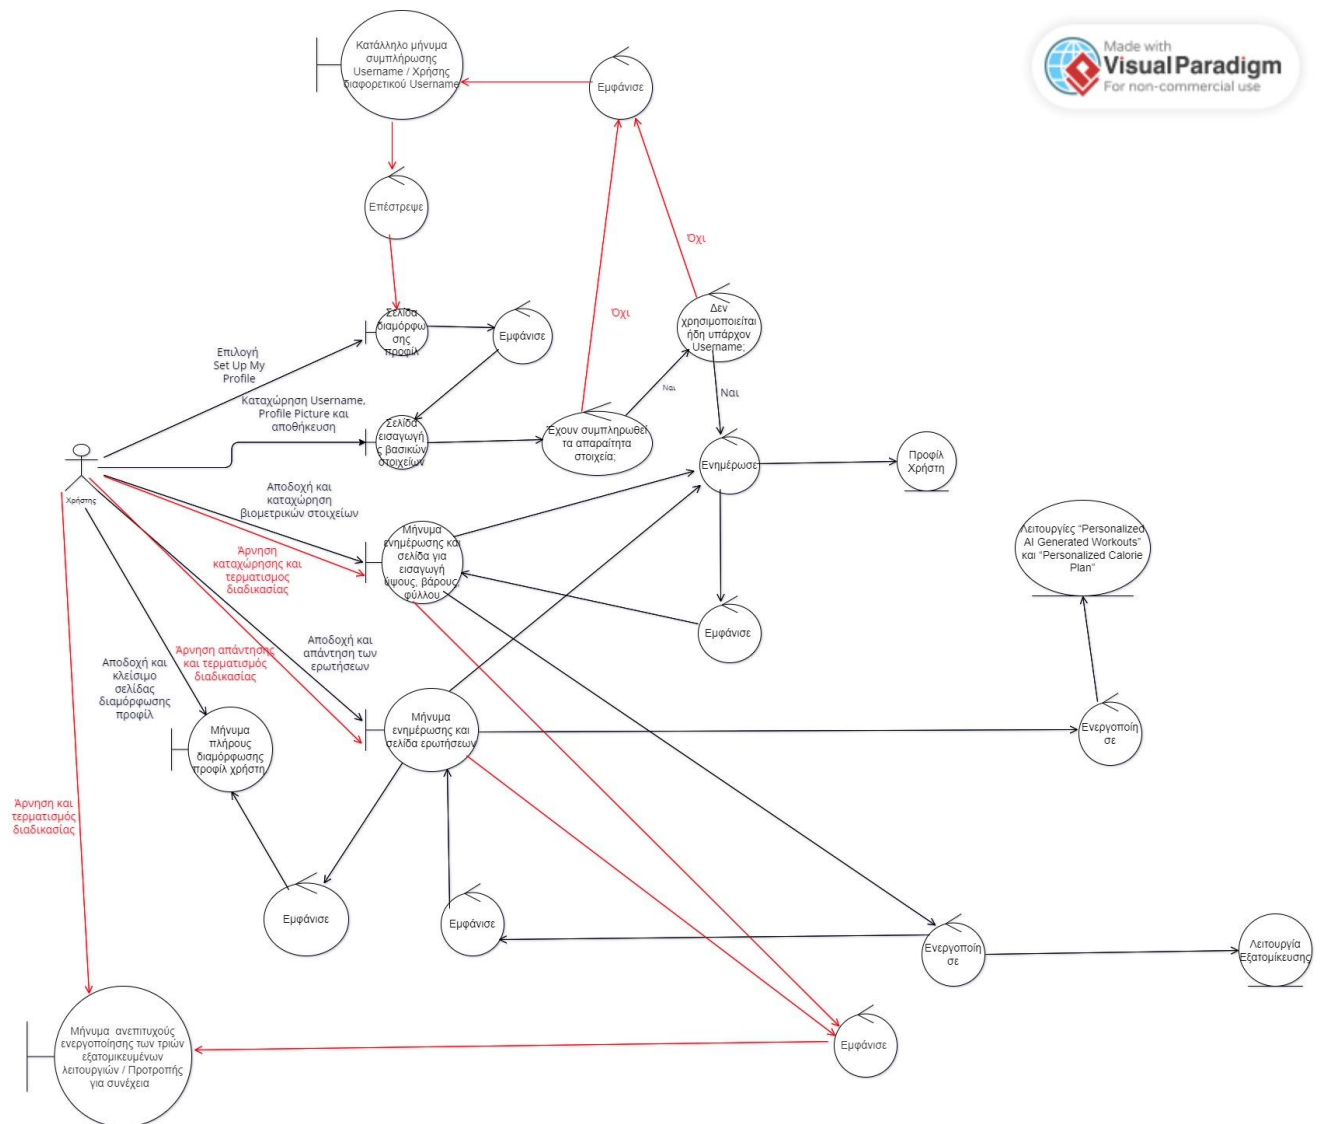 Κατάλληλο μήνυμα
συμπλήρωσης
Username / Χρήσης
διαφορετικού Username
Εμφάνισε
Made with
Visual Paradigm
For non-commercial use
Επέστρεψε
Όχι
Όχι
Δεν
χρησιμοποιείται
ήδη υπάρχον
Username;
Σελίδα
διαμόρφω
σης
προφίλ
Εμφάνισε
Επιλογή
Set Up My
Profile
Ναι
Ναι
Καταχώρηση Username,
Profile Picture και
αποθήκευση
Σελίδα
εισαγωγή
ς βασικών
στοιχείων
Έχουν συμπληρωθεί
τα απαραίτητα
στοιχεία;
Ενημέρωσε
Προφίλ
Χρήστη
Χρήστης
Αποδοχή και
καταχώρηση
βιομετρικών στοιχείων
Μήνυμα
ενημέρωσης και
σελίδα για
εισαγωγή
ύψους, βάρους,
φύλλου
Λειτουργίες “Personalized
AI Generated Workouts”
και “Personalized Calorie
Plan”
Άρνηση
καταχώρησης και
τερματισμος
διαδικασίας
Εμφάνισε
Αποδοχή και
απάντηση των
ερωτήσεων
Άρνηση απάντησης
και τερματισμός
διαδικασίας
Αποδοχή και
κλείσιμο
σελίδας
διαμόρφωσης
προφίλ
Μήνυμα
πλήρους
διαμόρφωσης
προφίλ χρήστη
Μήνυμα
ενημέρωσης και
σελίδα ερωτήσεων
Ενεργοποίη
σε
Άρνηση και
τερματισμός
διαδικασίας
Εμφάνισε
Εμφάνισε
Ενεργοποίη
σε
Λειτουργία
Εξατομίκευσης
Μήνυμα ανεπιτυχούς
ενεργοποίησης των τριών
εξατομικευμένων
λειτουργιών / Προτροπής
για συνέχεια
Εμφάνισε